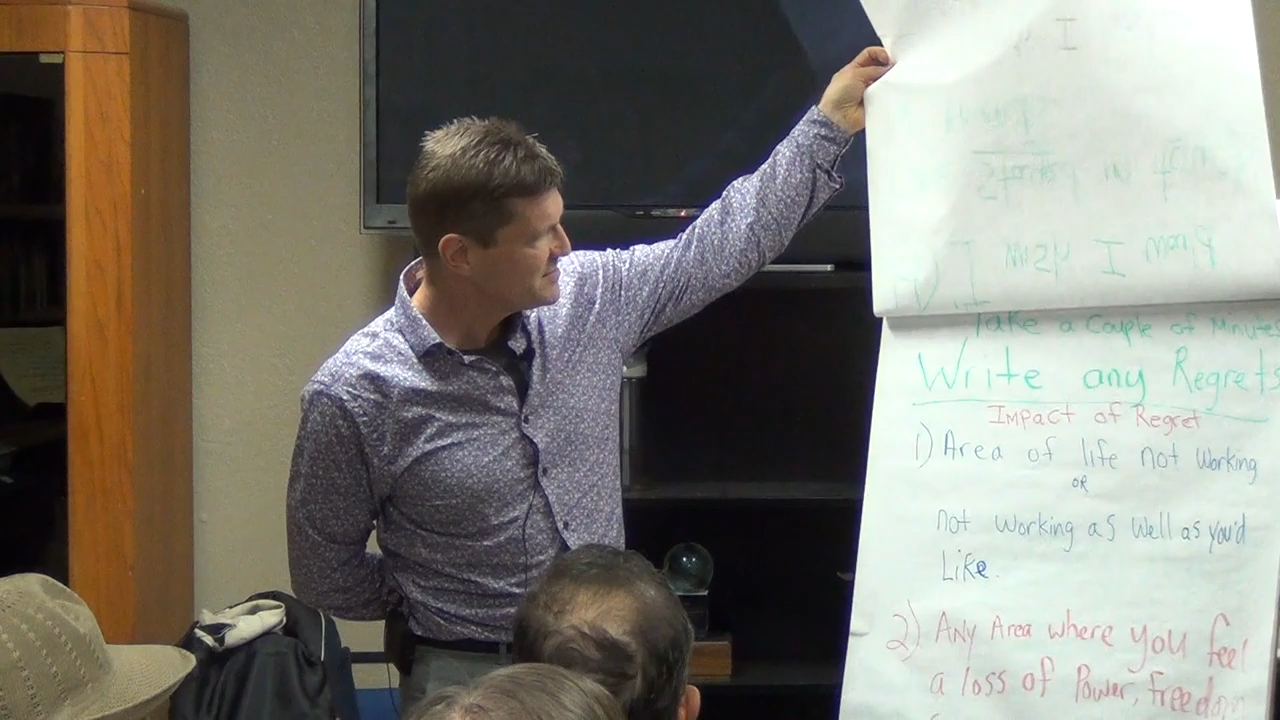 Take a Couple of Minutes
Write any Regrets
Impact of Regret
1) Area of life not working
OR
not working as well as you'd
Like.
2) Any Area where you feel
a loss of Power, freedom